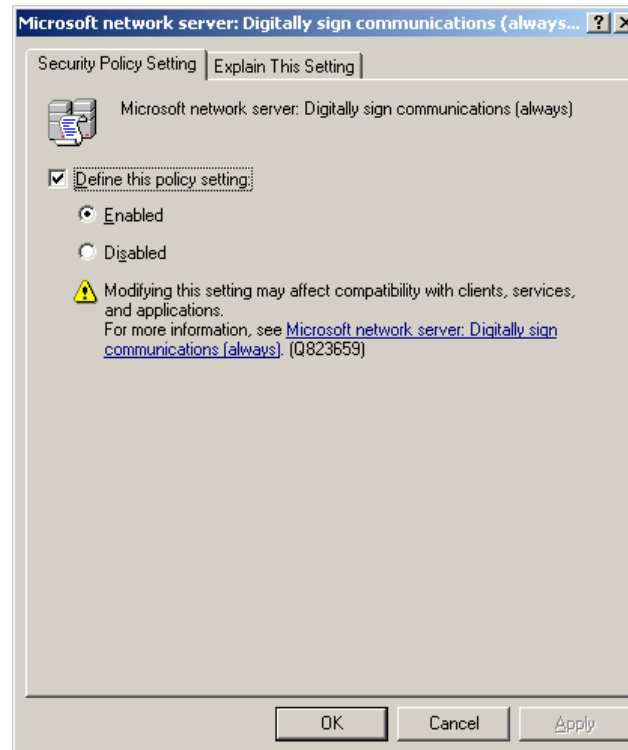 Microsoft network server: Digitally sign communications (always...
Security Policy Setting
Explain This Setting
Microsoft network server: Digitally sign communications (always)
Define this policy setting:
Enabled
Disabled
Modifying this setting may affect compatibility with clients, services,
and applications.
For more information, see Microsoft network server: Digitally sign
communications (always). (Q823659)
OK
Cancel
Apply